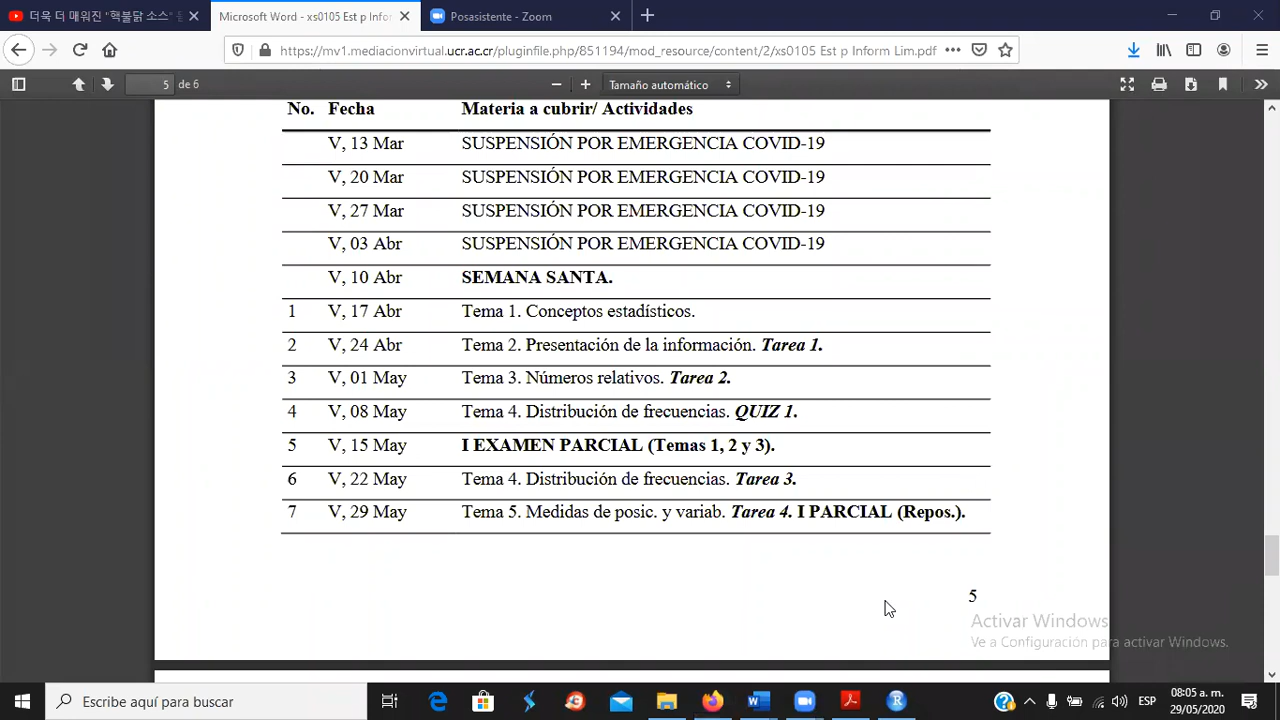 더욱 더 매워진 "핵불닭 소스"
Microsoft Word - xs0105 Est p Infor
Posasistente - Zoom
https://mv1.mediacionvirtual.ucr.ac.cr/pluginfile.php/851194/mod_resource/content/2/xs0105 Est p Inform Lim.pdf
5 de 6
Tamaño automático
No. Fecha Materia a cubrir/ Actividades
V, 13 Mar SUSPENSIÓN POR EMERGENCIA COVID-19
V, 20 Mar SUSPENSIÓN POR EMERGENCIA COVID-19
V, 27 Mar SUSPENSIÓN POR EMERGENCIA COVID-19
V, 03 Abr SUSPENSIÓN POR EMERGENCIA COVID-19
V, 10 Abr SEMANA SANTA.
1 V, 17 Abr Tema 1. Conceptos estadísticos.
2 V, 24 Abr Tema 2. Presentación de la información. Tarea 1.
3 V, 01 May Tema 3. Números relativos. Tarea 2.
4 V, 08 May Tema 4. Distribución de frecuencias. QUIZ 1.
5 V, 15 May I EXAMEN PARCIAL (Temas 1, 2 y 3).
6 V, 22 May Tema 4. Distribución de frecuencias. Tarea 3.
7 V, 29 May Tema 5. Medidas de posic. y variab. Tarea 4. I PARCIAL (Repos.).
5
Activar Windows
Ve a Configuración para activar Windows.
Escribe aquí para buscar
ESP
08:05 a. m.
29/05/2020